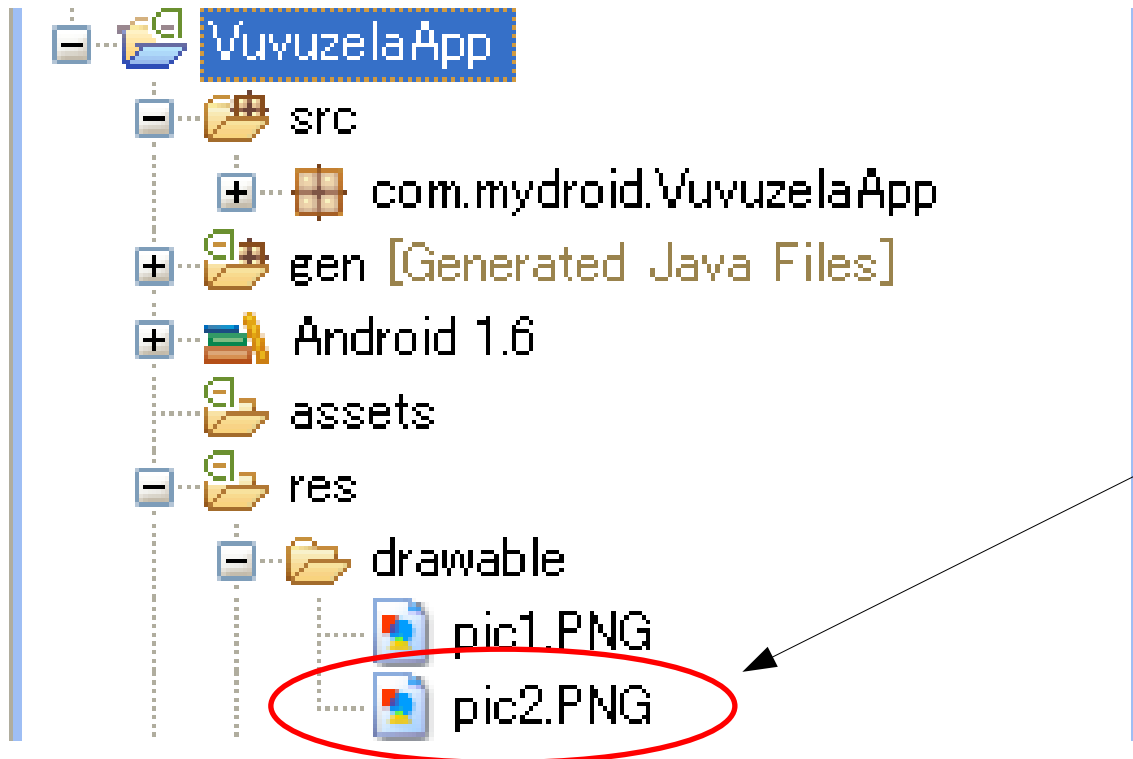 VuvuzelaApp
src
com.mydroid.VuvuzelaApp
gen [Generated Java Files]
Android 1.6
assets
res
drawable
pic1.PNG
pic2.PNG